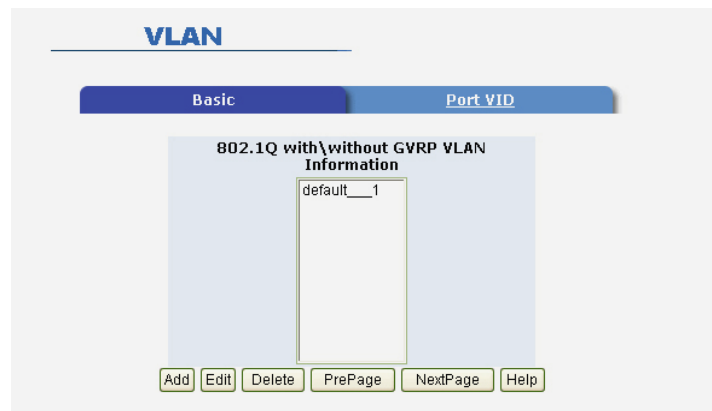 VLAN
Basic Port VID
802.1Q with\without GVRP VLAN
Information
default___1
Add Edit Delete PrePage NextPage Help